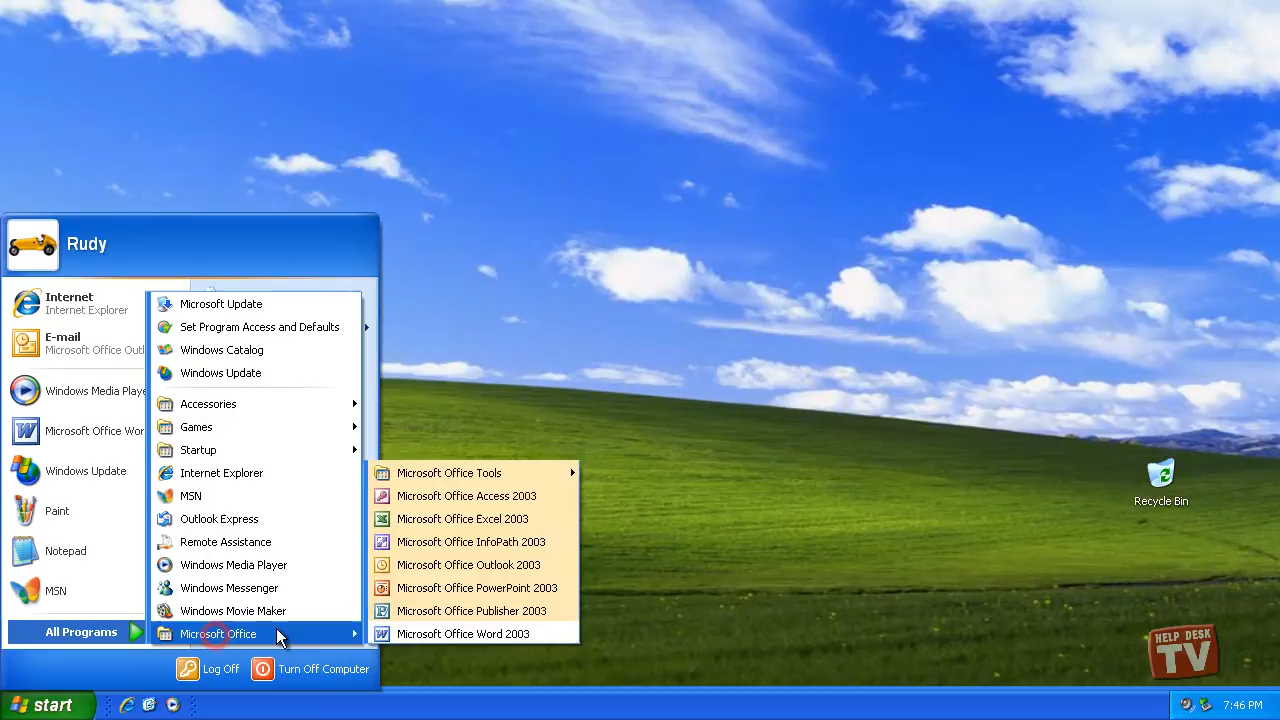 Rudy
Internet
Internet Explorer
E-mail
Microsoft Office Outl
Windows Media Playe
Microsoft Office Wor
Windows Update
Paint
Notepad
MSN
All Programs
Microsoft Update
Set Program Access and Defaults
Windows Catalog
Windows Update
Accessories
Games
Startup
Internet Explorer
MSN
Outlook Express
Remote Assistance
Windows Media Player
Windows Messenger
Windows Movie Maker
Microsoft Office
Microsoft Office Tools
Microsoft Office Access 2003
Microsoft Office Excel 2003
Microsoft Office InfoPath 2003
Microsoft Office Outlook 2003
Microsoft Office PowerPoint 2003
Microsoft Office Publisher 2003
Microsoft Office Word 2003
Log Off
Turn Off Computer
Recycle Bin
HELP DESK
TV
start
7:46 PM